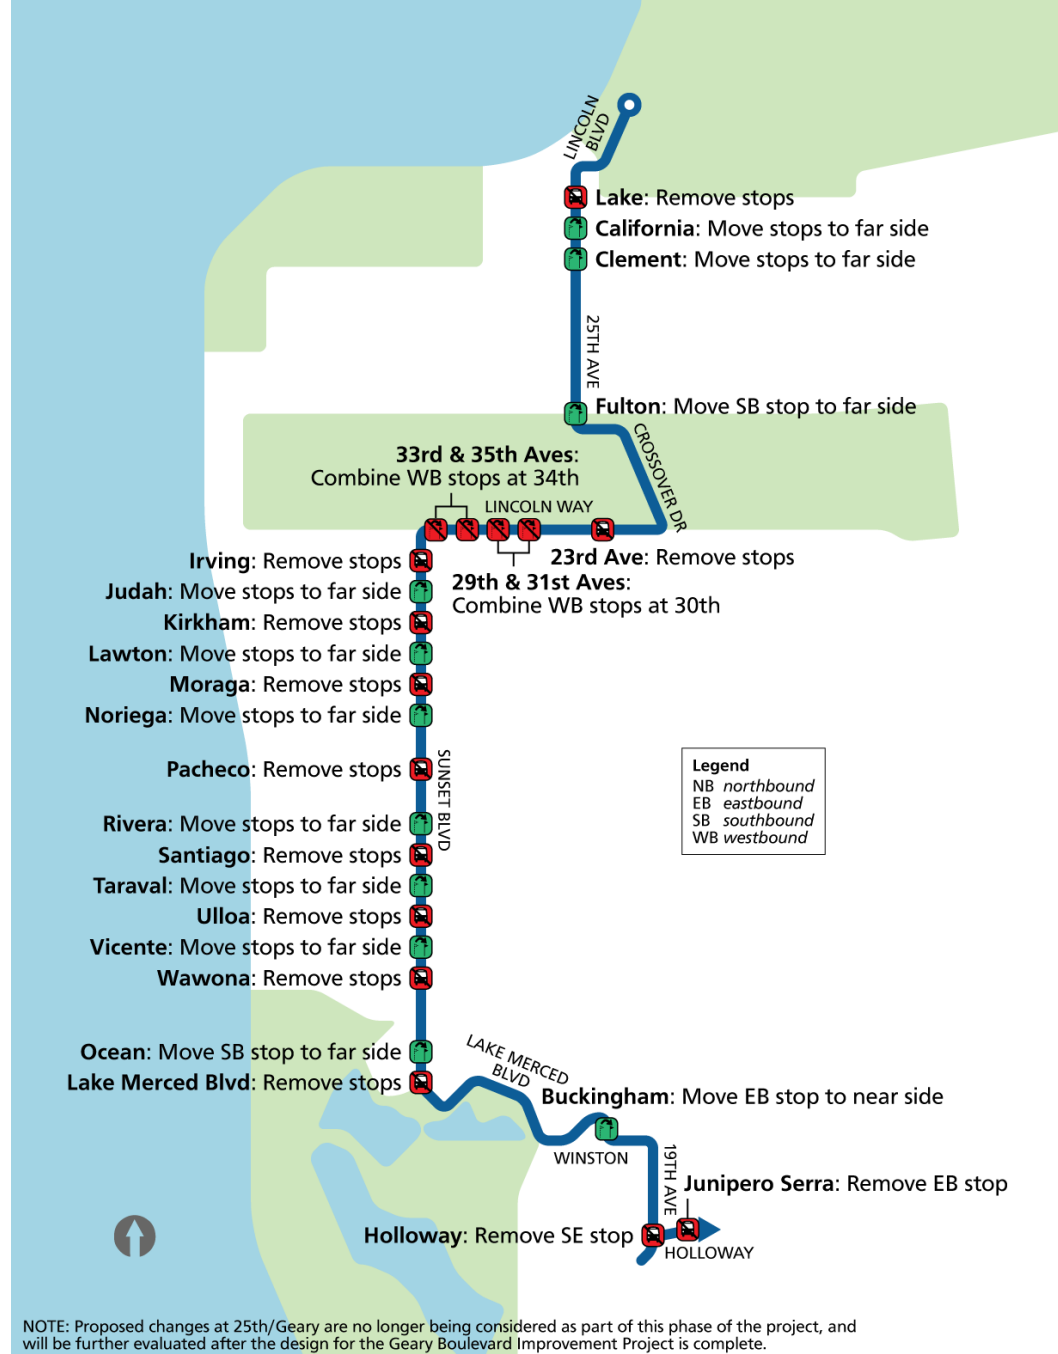 LINCOLN
BLVD
Lake: Remove stops
California: Move stops to far side
Clement: Move stops to far side
25TH AVE
Fulton: Move SB stop to far side
CROSSOVER DR
33rd & 35th Aves:
Combine WB stops at 34th
LINCOLN WAY
23rd Ave: Remove stops
29th & 31st Aves:
Combine WB stops at 30th
Irving: Remove stops
Judah: Move stops to far side
Kirkham: Remove stops
Lawton: Move stops to far side
Moraga: Remove stops
Noriega: Move stops to far side
Pacheco: Remove stops
SUNSET BLVD
Rivera: Move stops to far side
Santiago: Remove stops
Taraval: Move stops to far side
Ulloa: Remove stops
Vicente: Move stops to far side
Wawona: Remove stops
Legend
NB northbound
EB eastbound
SB southbound
WB westbound
Ocean: Move SB stop to far side
Lake Merced Blvd: Remove stops
LAKE MERCED
BLVD
Buckingham: Move EB stop to near side
WINSTON
19TH AVE
Junipero Serra: Remove EB stop
Holloway: Remove SE stop
HOLLOWAY
NOTE: Proposed changes at 25th/Geary are no longer being considered as part of this phase of the project, and
will be further evaluated after the design for the Geary Boulevard Improvement Project is complete.